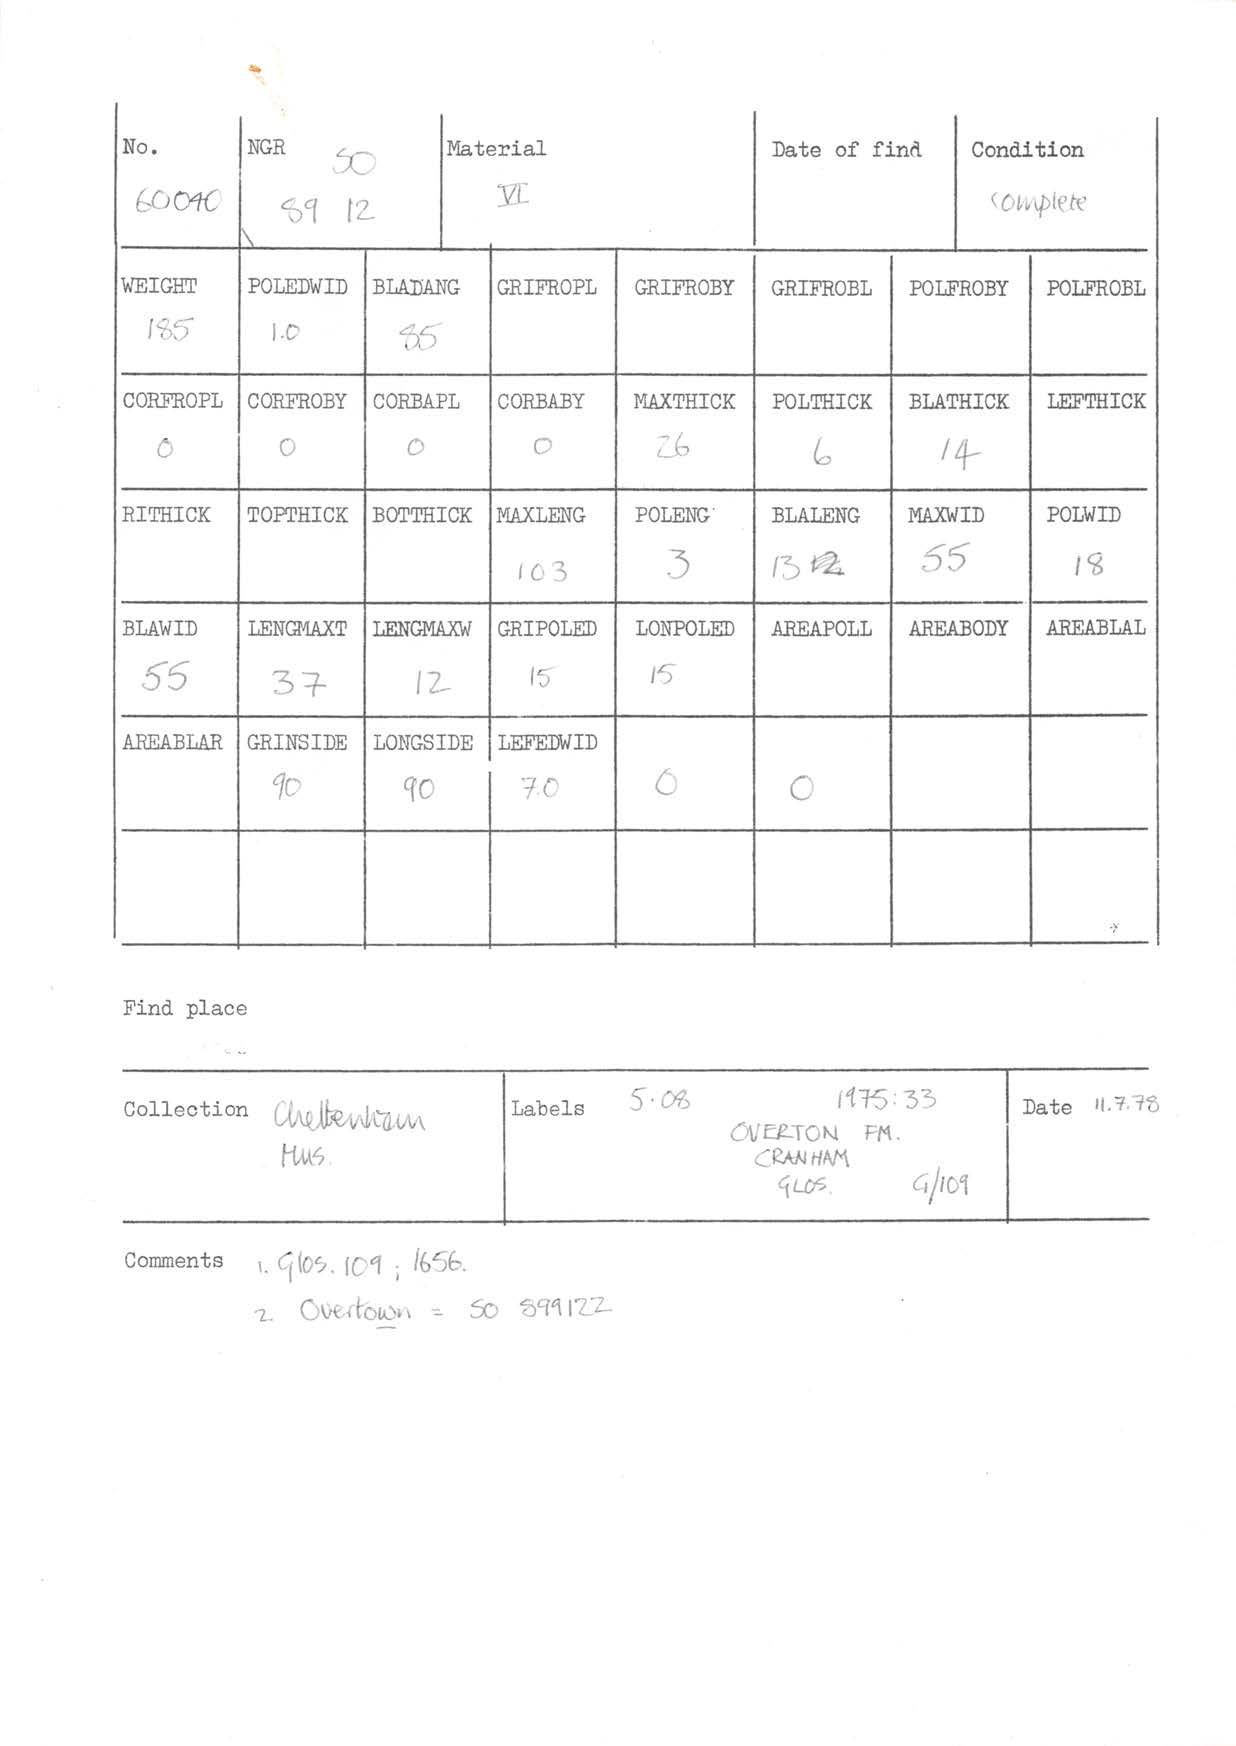 No. NGR SO Material Date of find Condition
60040 89 12 VI complete
WEIGHT POLEDWID BLADANG GRIFROPL GRIFROBY GRIFROBL POLFROBY POLFROBL
185 1.0 85
CORFROPL CORFROBY CORBAPL CORBABY MAXTHICK POLTHICK BLATHICK LEFTHICK
0 0 0 0 26 6 14
RITHICK TOPTHICK BOTTHICK MAXLENG POLENG BLALENG MAXWID POLWID
103 3 13 55 18
BLAWID LENGMAXT LENGMAXW GRIPOLED LONPOLED AREAPOLL AREABODY AREABLAL
55 37 12 15 15
AREABLAR GRINSIDE LONGSIDE LEFEDWID
90 90 7.0 0 0
Find place
Collection Cheltenham Labels 5.08 1975:33 Date 11.7.78
OVERTON FM.
Mus. CRANHAM
GLOS. G/109
Comments 1. Glos. 109; 1656.
2. Overtown = SO 899122